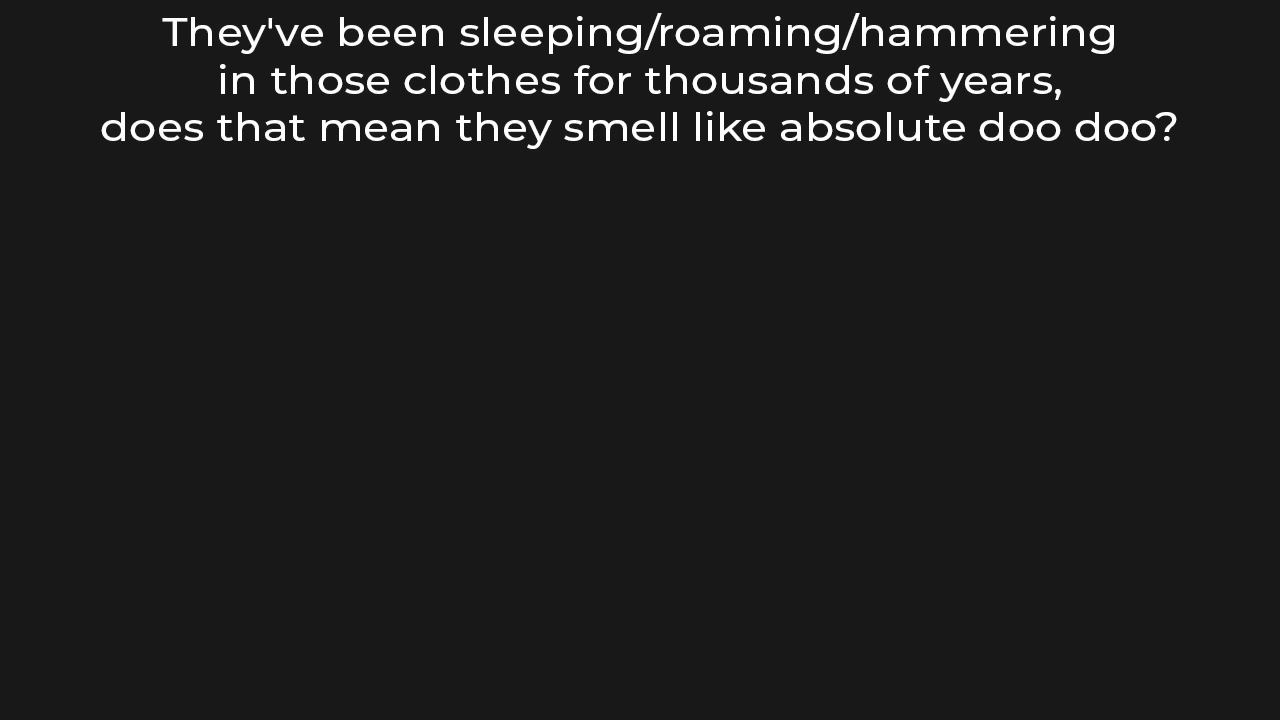 They've been sleeping/roaming/hammering
in those clothes for thousands of years,
does that mean they smell like absolute doo doo?